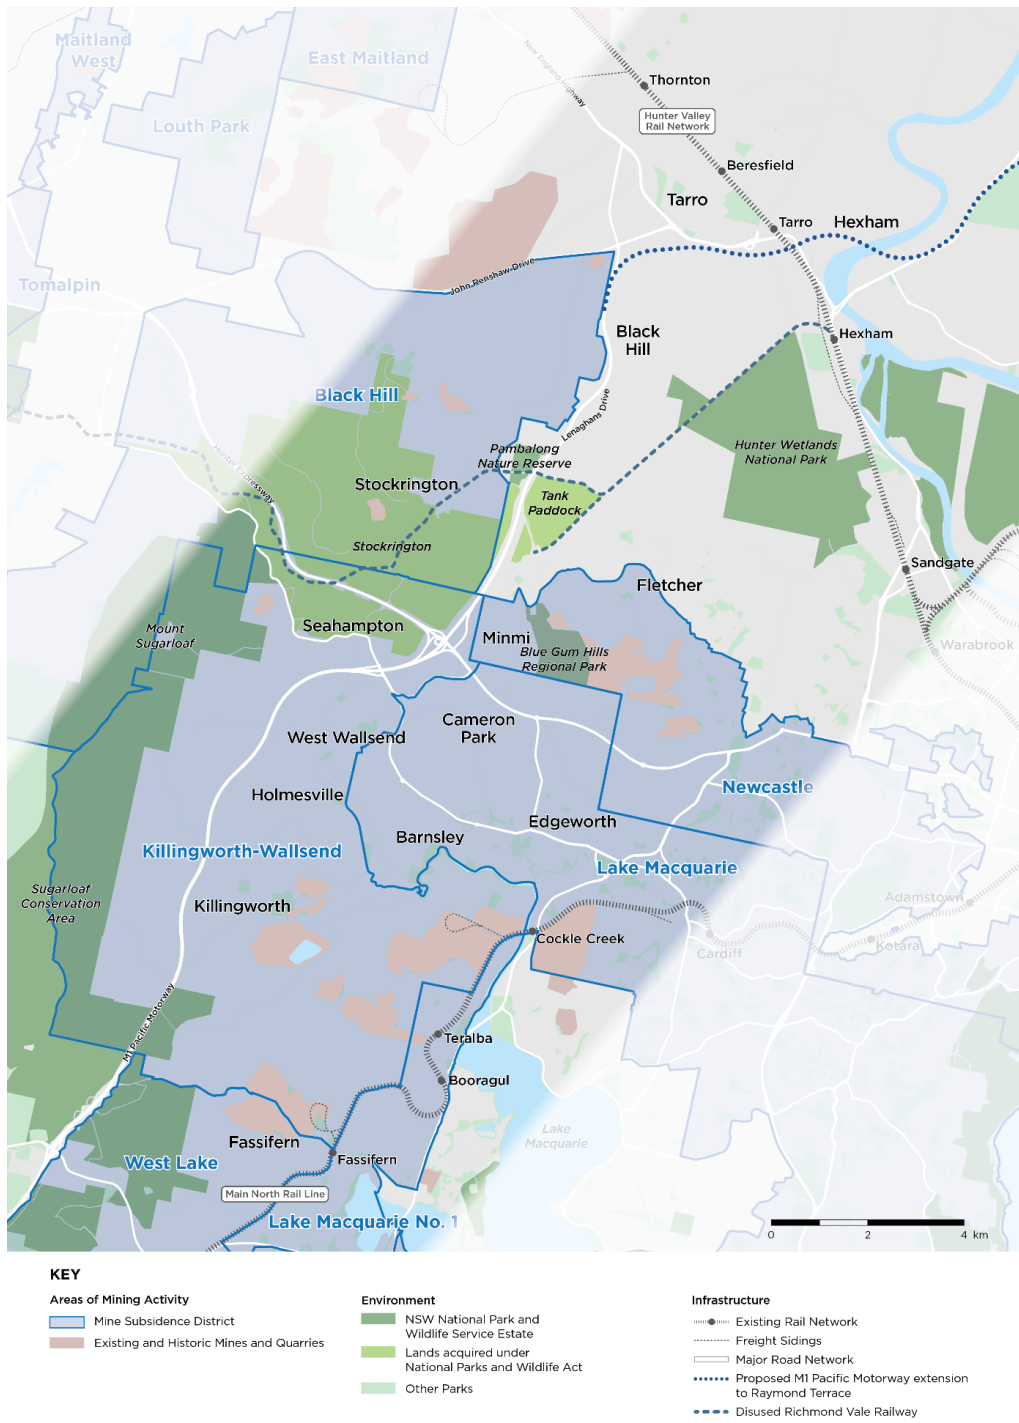 Maitland
West
East Maitland
New England Highway
Thornton
Hunter Valley
Rail Network
Louth Park
Beresfield
Tarro
Tarro
Hexham
John Renshaw Drive
Tomalpin
Black
Hill
Hexham
Black Hill
Lenaghans Drive
Pambalong
Nature Reserve
Hunter Wetlands
National Park
Hunter Expressway
Stockrington
Tank
Paddock
Stockrington
Sandgate
Fletcher
Seahampton
Mount
Sugarloaf
Minmi
Blue Gum Hills
Regional Park
Warabrook
Cameron
Park
West Wallsend
Newcastle
Holmesville
Edgeworth
Barnsley
Killingworth-Wallsend
Lake Macquarie
Sugarloaf
Conservation
Area
Killingworth
Adamstown
Cockle Creek
Kotara
Cardiff
M1 Pacific Motorway
Teralba
Booragul
Lake
Macquarie
Fassifern
Fassifern
West Lake
Main North Rail Line
Lake Macquarie No. 1
0 2 4 km
KEY
Areas of Mining Activity
Mine Subsidence District
Existing and Historic Mines and Quarries
Environment
NSW National Park and
Wildlife Service Estate
Lands acquired under
National Parks and Wildlife Act
Other Parks
Infrastructure
Existing Rail Network
Freight Sidings
Major Road Network
Proposed M1 Pacific Motorway extension
to Raymond Terrace
Disused Richmond Vale Railway